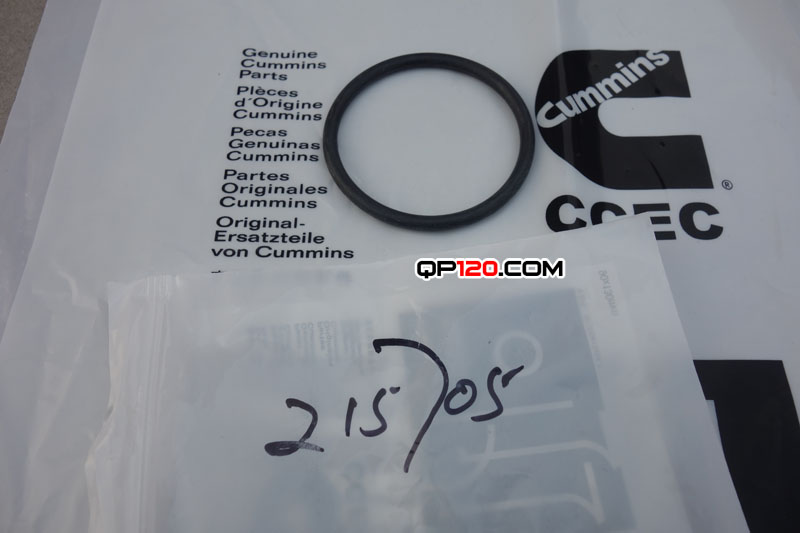 Genuine
Cummins
Parts
Pièces
d'Origine
Cummins
Pecas
Genuinas
Cummins
Partes
Originales
Cummins
Original-
Ersatzteile
von Cummins
Cummins
®
CCEC
QP120.COM
215705